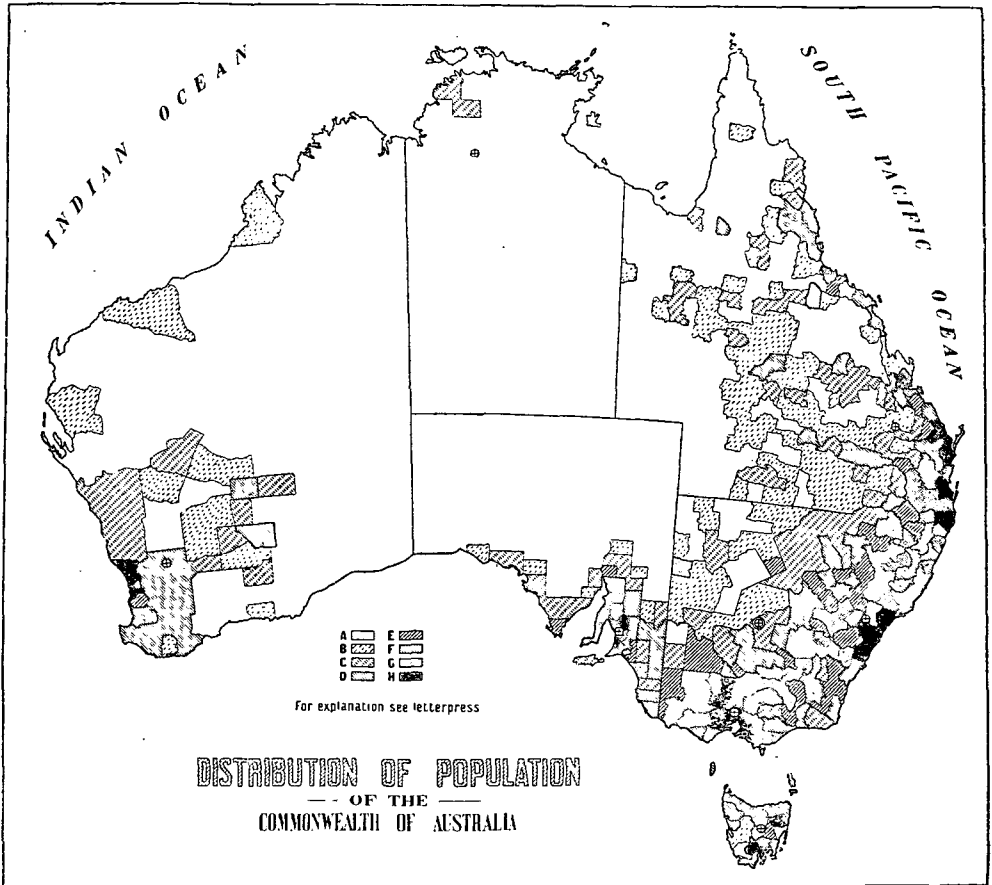 INDIAN OCEAN
SOUTH PACIFIC OCEAN
A E
B F
C G
D H
For explanation see letterpress
DISTRIBUTION OF POPULATION
— OF THE —
COMMONWEALTH OF AUSTRALIA